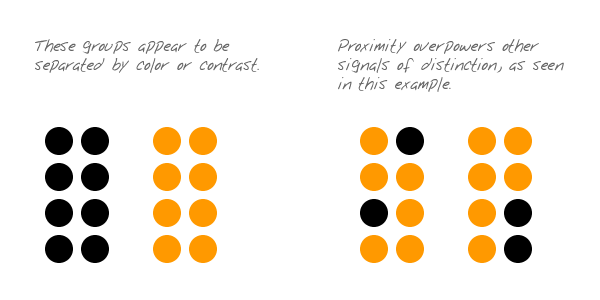 These groups appear to be
separated by color or contrast.
Proximity overpowers other
signals of distinction, as seen
in this example.